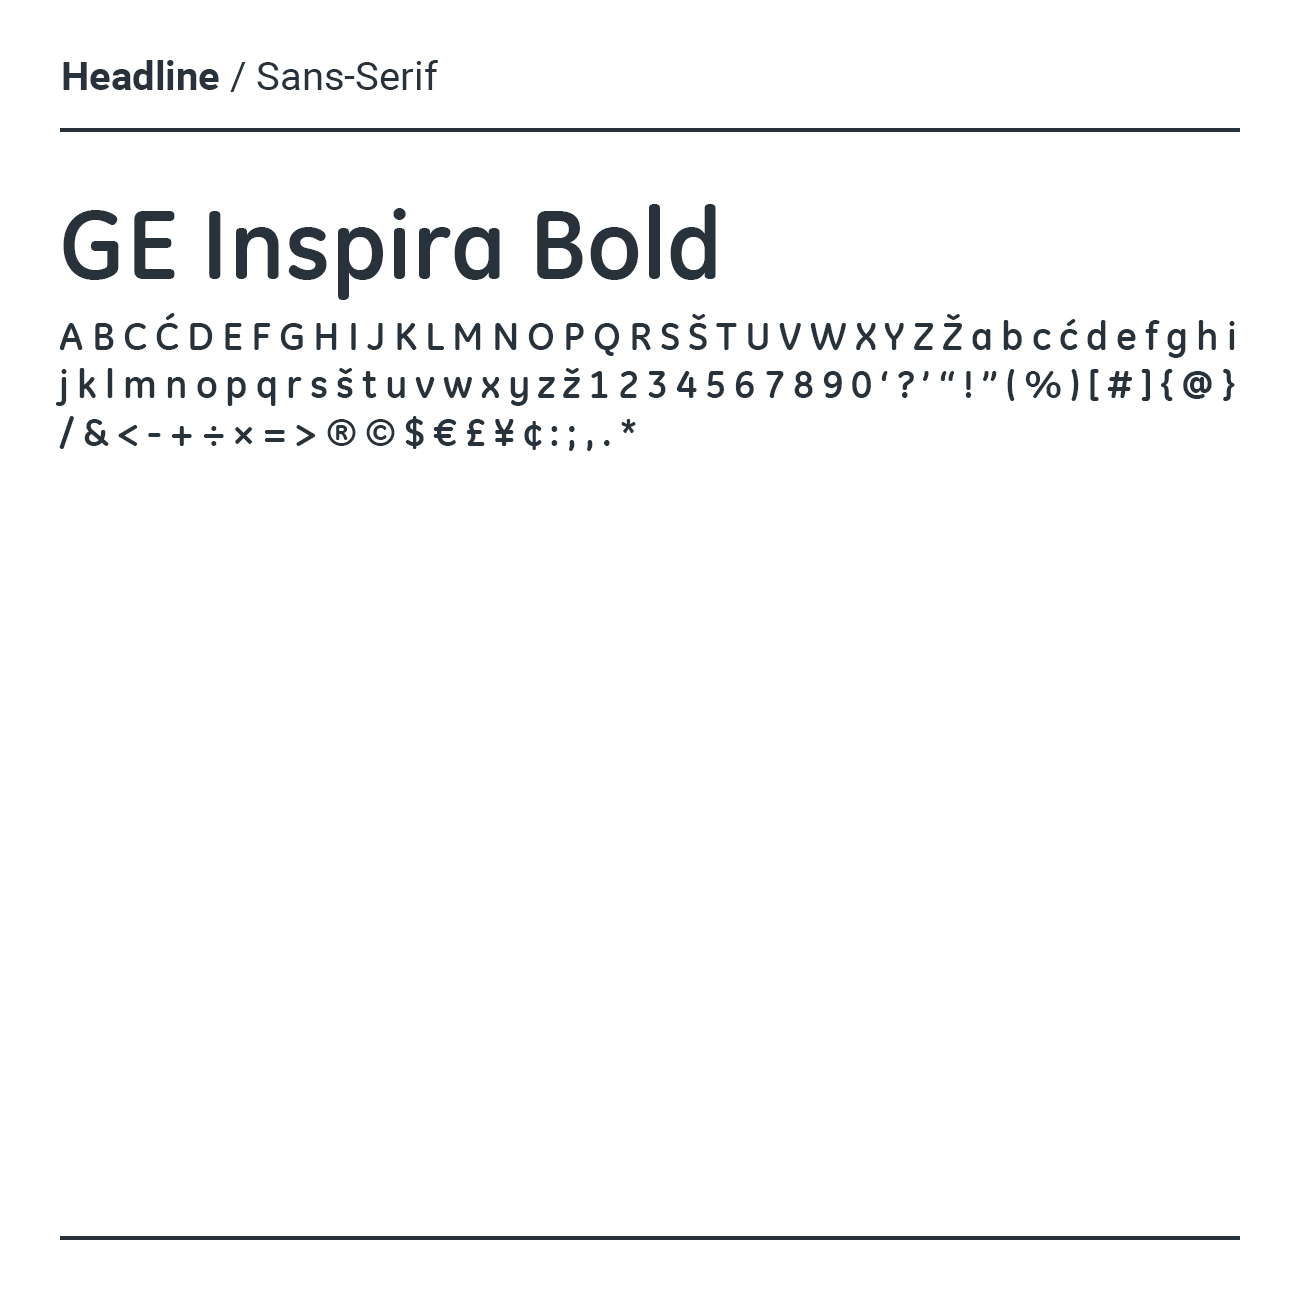 Headline / Sans-Serif
GE Inspira Bold
A B C Ć D E F G H I J K L M N O P Q R S Š T U V W X Y Z Ž a b c ć d e f g h i
j k l m n o p q r s š t u v w x y z ž 1 2 3 4 5 6 7 8 9 0 ‘ ? ’ “ ! ” ( % ) [ # ] { @ }
/ & < - + ÷ × = > ® © $ € £ ¥ ¢ : ; , . *